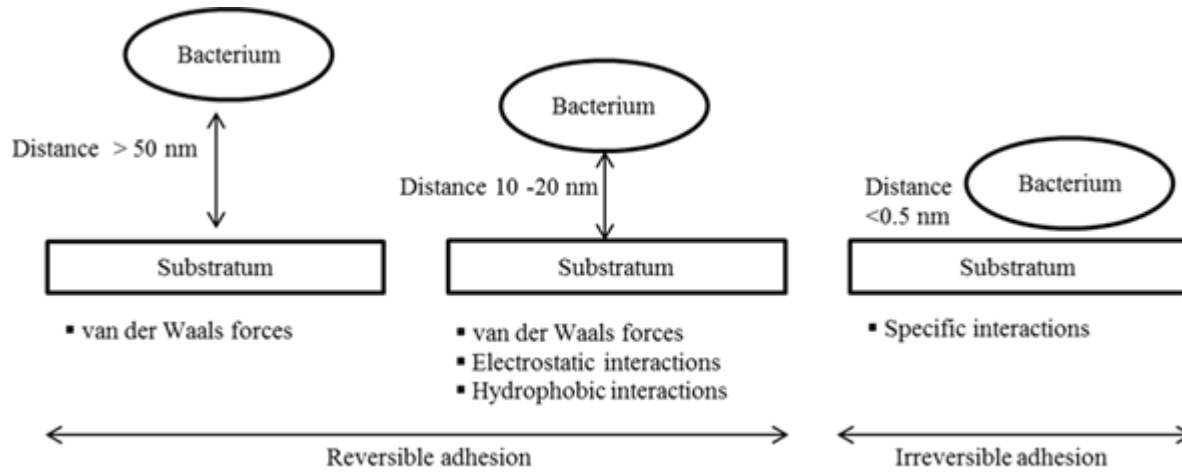 Bacterium
Distance > 50 nm
Substratum
▪ van der Waals forces
Bacterium
Distance 10 -20 nm
Substratum
▪ van der Waals forces
▪ Electrostatic interactions
▪ Hydrophobic interactions
Reversible adhesion
Bacterium
Distance
<0.5 nm
Substratum
▪ Specific interactions
Irreversible adhesion